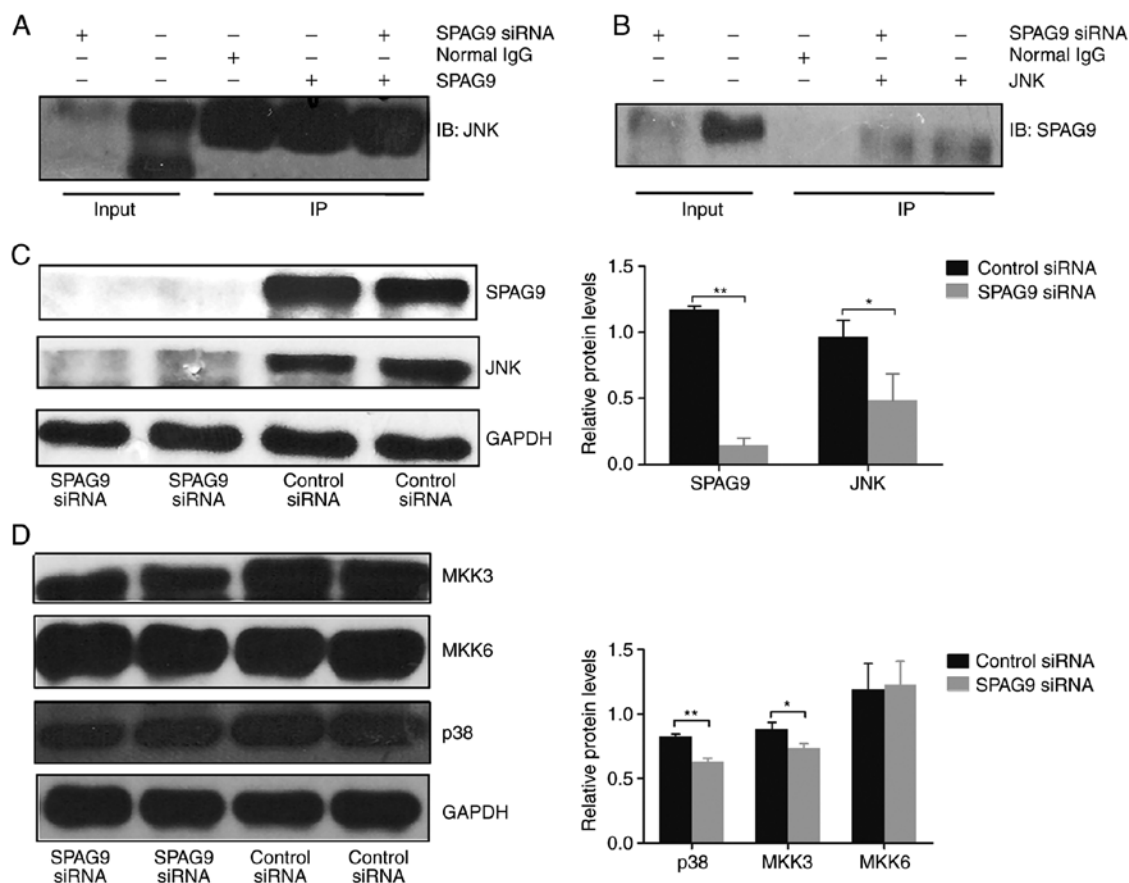 A
+ – – – + SPAG9 siRNA
– – + – – Normal IgG
– – – + + SPAG9
IB: JNK
Input IP
B
+ – – + – SPAG9 siRNA
– – + – – Normal IgG
– – – + + JNK
IB: SPAG9
Input IP
C
SPAG9
JNK
GAPDH
SPAG9 SPAG9 Control Control
siRNA siRNA siRNA siRNA
Relative protein levels
1.5
1.0
0.5
0.0
** *
SPAG9 JNK
Control siRNA
SPAG9 siRNA
D
MKK3
MKK6
p38
GAPDH
SPAG9 SPAG9 Control Control
siRNA siRNA siRNA siRNA
Relative protein levels
1.5
1.0
0.5
0.0
** *
p38 MKK3 MKK6
Control siRNA
SPAG9 siRNA